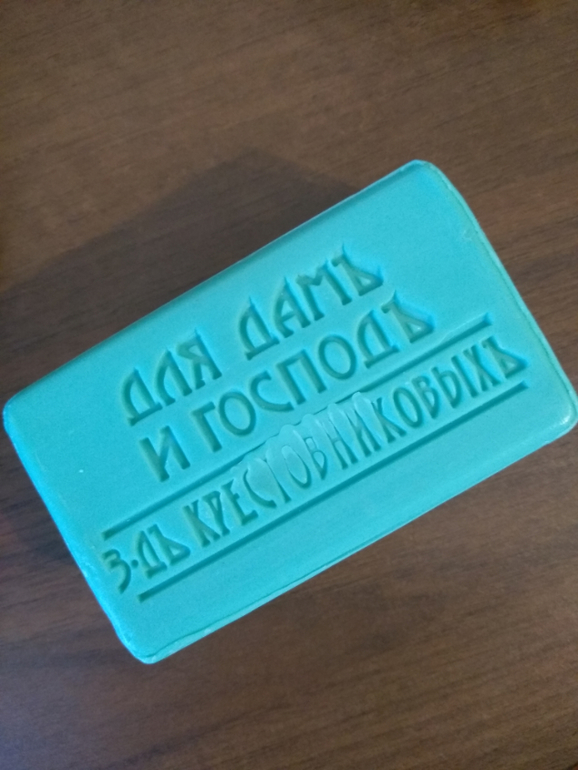 ДЛЯ ДАМЪ
И ГОСПОДЪ
З-ДЪ КРЕСТОВНИКОВЫХЪ